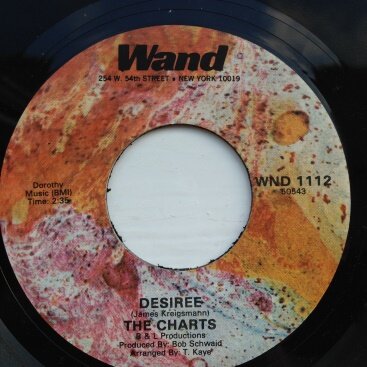 Wand
254 W. 54th STREET • NEW YORK 10019
Dorothy
Music (BMI)
Time: 2:35
WND 1112
50543
DESIREE
(James Kreigsmann)
THE CHARTS
B & L Productions
Produced By: Bob Schwaid
Arranged By: T. Kaye